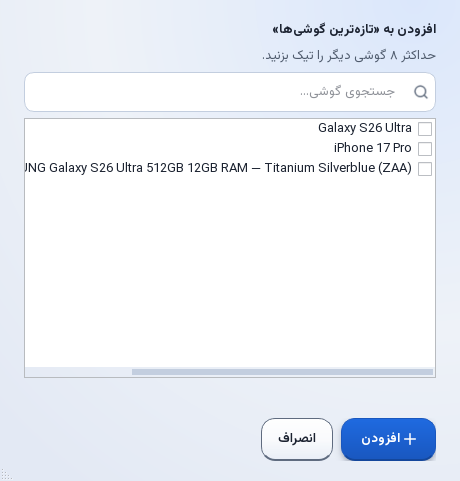 افزودن به «تازه‌ترین گوشی‌ها»
حداکثر ۸ گوشی دیگر را تیک بزنید.
جستجوی گوشی...
Galaxy S26 Ultra
iPhone 17 Pro
Galaxy S26 Ultra 512GB 12GB RAM — Titanium Silverblue (ZAA)
افزودن
انصراف